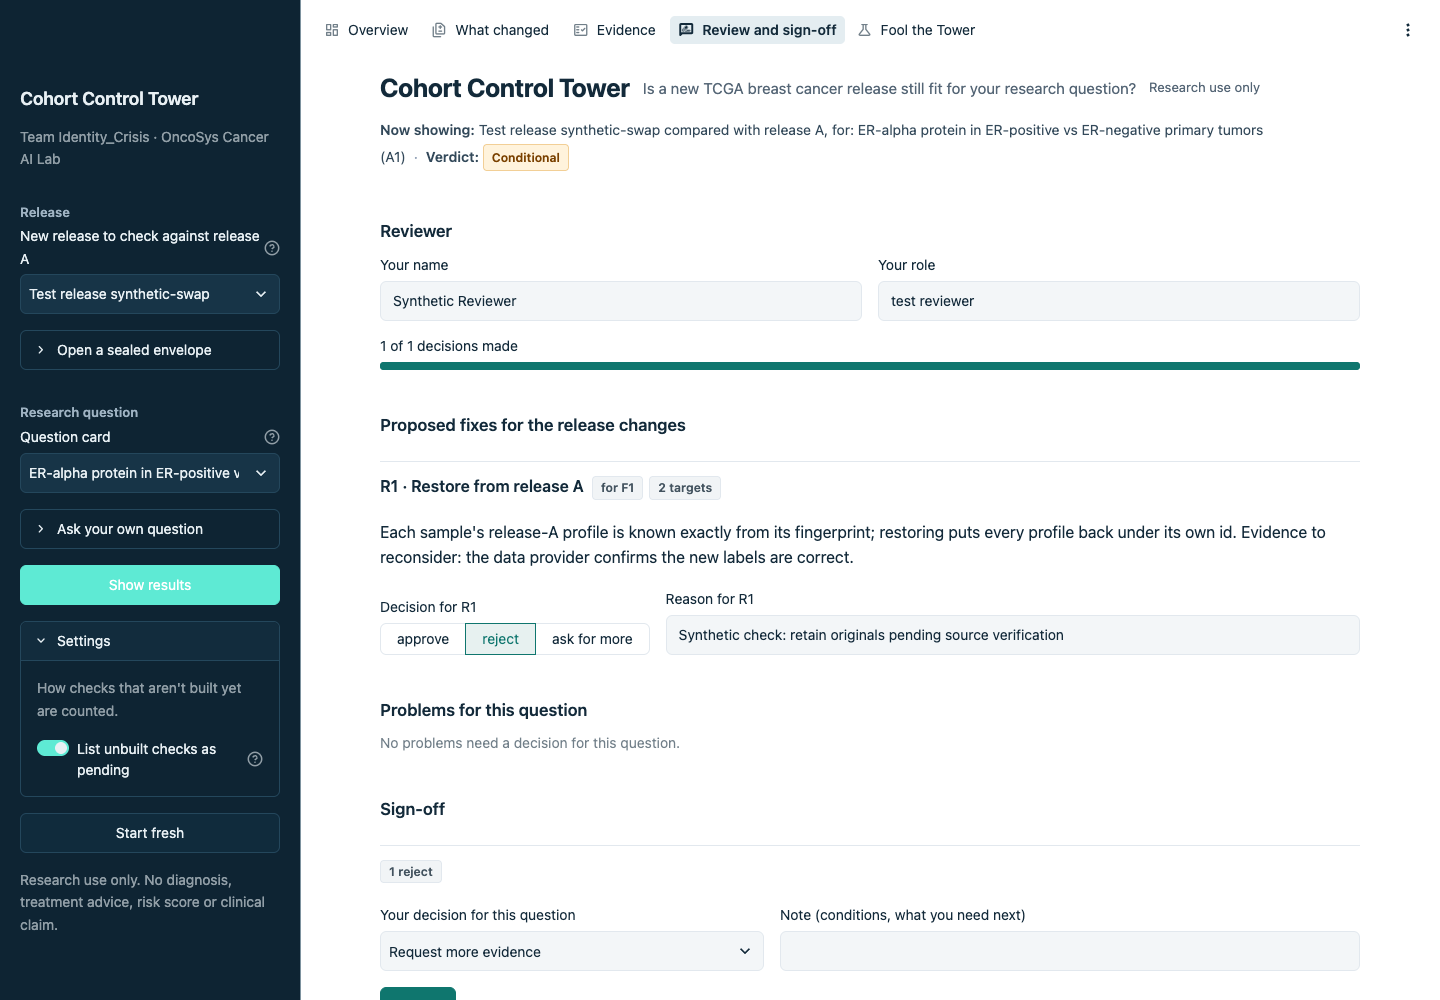 Cohort Control Tower
Team Identity_Crisis · OncoSys Cancer
AI Lab
Release
New release to check against release
A
Test release synthetic-swap
Open a sealed envelope
Research question
Question card
ER-alpha protein in ER-positive v
Ask your own question
Show results
Settings
How checks that aren't built yet
are counted.
List unbuilt checks as
pending
Start fresh
Research use only. No diagnosis,
treatment advice, risk score or clinical
claim.
Overview
What changed
Evidence
Review and sign-off
Fool the Tower
Cohort Control Tower Is a new TCGA breast cancer release still fit for your research question? Research use only
Now showing: Test release synthetic-swap compared with release A, for: ER-alpha protein in ER-positive vs ER-negative primary tumors
(A1) · Verdict: Conditional
Reviewer
Your name
Synthetic Reviewer
Your role
test reviewer
1 of 1 decisions made
Proposed fixes for the release changes
R1 · Restore from release A for F1 2 targets
Each sample's release-A profile is known exactly from its fingerprint; restoring puts every profile back under its own id. Evidence to
reconsider: the data provider confirms the new labels are correct.
Decision for R1
approve reject ask for more
Reason for R1
Synthetic check: retain originals pending source verification
Problems for this question
No problems need a decision for this question.
Sign-off
1 reject
Your decision for this question
Request more evidence
Note (conditions, what you need next)